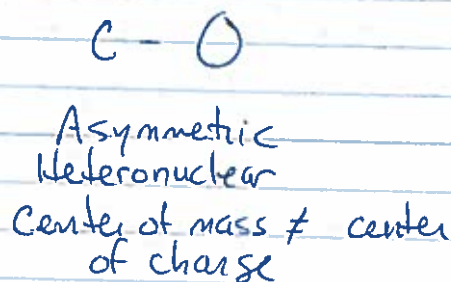 C - O
Asymmetric
Heteronuclear
Center of mass ≠ center
of charge